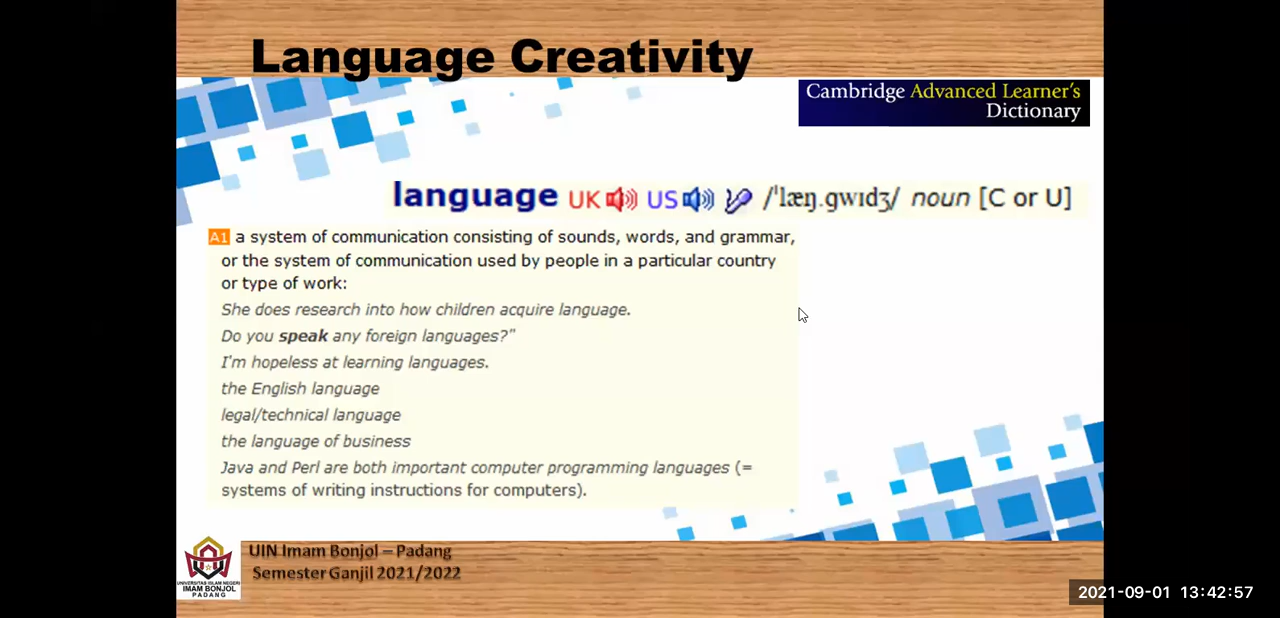 Language Creativity
Cambridge Advanced Learner's
Dictionary
language UK US /ˈlæŋ.gwɪdʒ/ noun [C or U]
A1 a system of communication consisting of sounds, words, and grammar,
or the system of communication used by people in a particular country
or type of work:
She does research into how children acquire language.
Do you speak any foreign languages?"
I'm hopeless at learning languages.
the English language
legal/technical language
the language of business
Java and Perl are both important computer programming languages (=
systems of writing instructions for computers).
UIN Imam Bonjol – Padang
Semester Ganjil 2021/2022
UNIVERSITAS ISLAM NEGERI
IMAM BONJOL
PADANG
2021-09-01 13:42:57